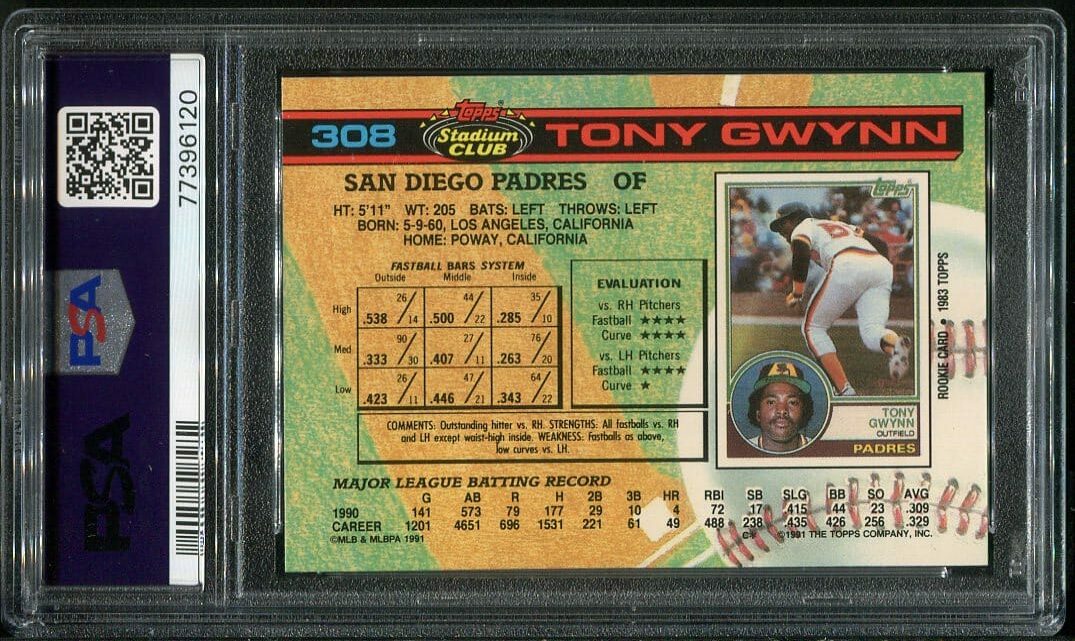 77396120
PSA
PSA
308
Topps
Stadium
CLUB
TONY GWYNN
SAN DIEGO PADRES OF
HT: 5'11" WT: 205 BATS: LEFT THROWS: LEFT
BORN: 5-9-60, LOS ANGELES, CALIFORNIA
HOME: POWAY, CALIFORNIA
FASTBALL BARS SYSTEM
Outside Middle Inside
High .538 26/14 .500 44/22 .285 35/10
Med .333 90/30 .407 27/11 .263 76/20
Low .423 26/11 .446 47/21 .343 64/22
EVALUATION
vs. RH Pitchers
Fastball ★★★★
Curve ★★★★
vs. LH Pitchers
Fastball ★★★★
Curve ★
COMMENTS: Outstanding hitter vs. RH. STRENGTHS: All fastballs vs. RH
and LH except waist-high inside. WEAKNESS: Fastballs as above,
low curves vs. LH.
Topps
TONY
GWYNN
OUTFIELD
PADRES
ROOKIE CARD • 1983 TOPPS
MAJOR LEAGUE BATTING RECORD
G AB R H 2B 3B HR RBI SB SLG BB SO AVG
1990 141 573 79 177 29 10 4 72 17 .415 44 23 .309
CAREER 1201 4651 696 1531 221 61 49 488 238 .435 426 256 .329
©MLB & MLBPA 1991 ©1991 THE TOPPS COMPANY, INC.